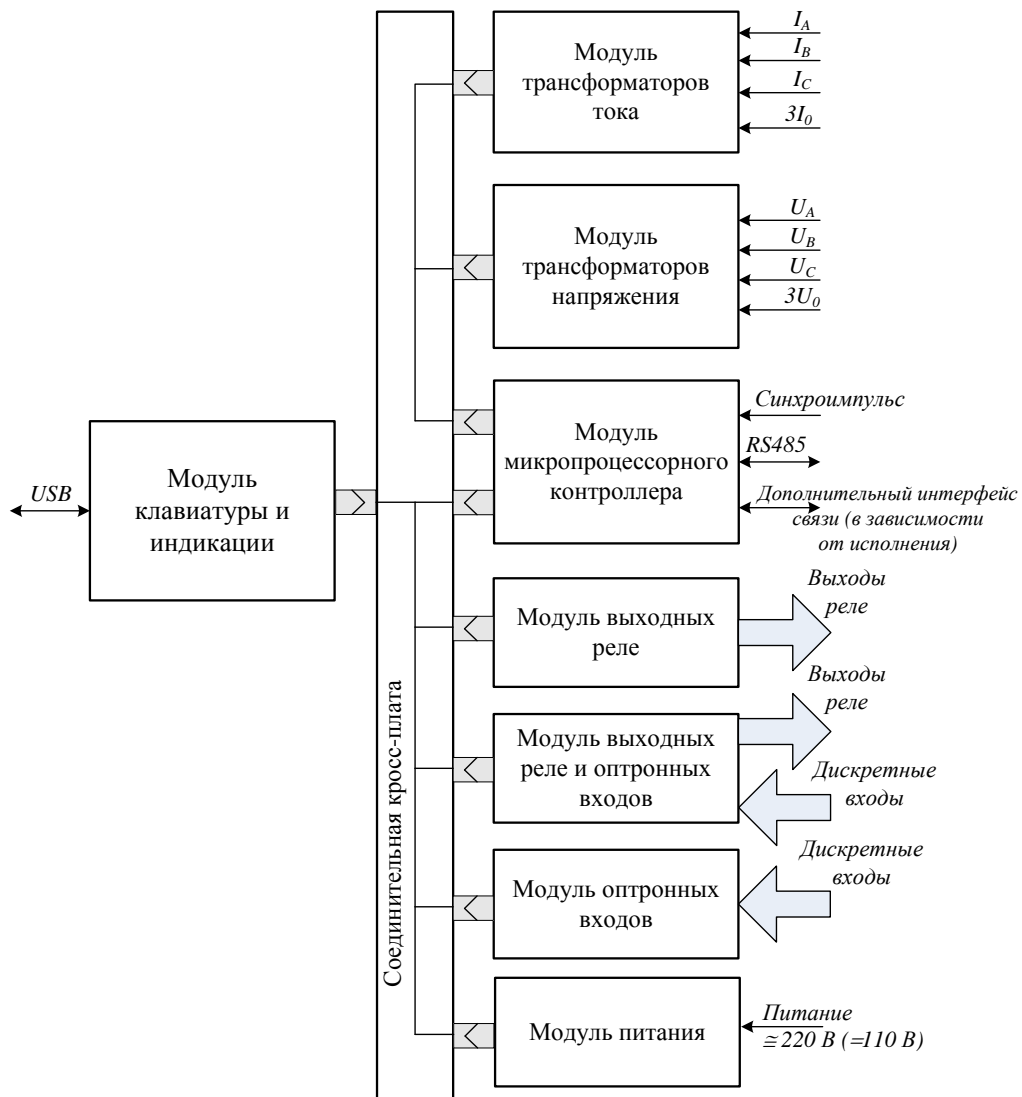 Модуль
трансформаторов
тока
I_A
I_B
I_C
3I_0
Модуль
трансформаторов
напряжения
U_A
U_B
U_C
3U_0
Модуль
микропроцессорного
контроллера
Синхроимпульс
RS485
Дополнительный интерфейс
связи (в зависимости
от исполнения)
USB
Модуль
клавиатуры и
индикации
Соединительная кросс-плата
Модуль выходных
реле
Выходы
реле
Модуль выходных
реле и оптронных
входов
Выходы
реле
Дискретные
входы
Модуль оптронных
входов
Дискретные
входы
Модуль питания
Питание
≅220 В (=110 В)